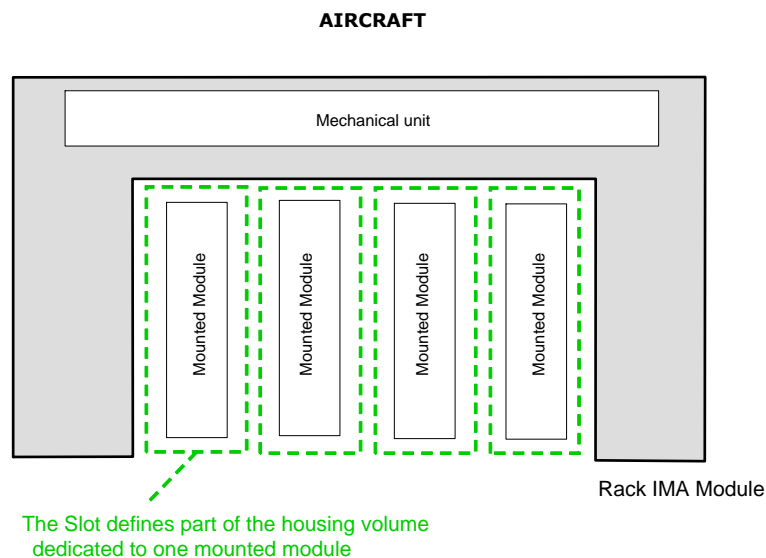 AIRCRAFT
Mechanical unit
Mounted Module
Mounted Module
Mounted Module
Mounted Module
Rack IMA Module
The Slot defines part of the housing volume
dedicated to one mounted module